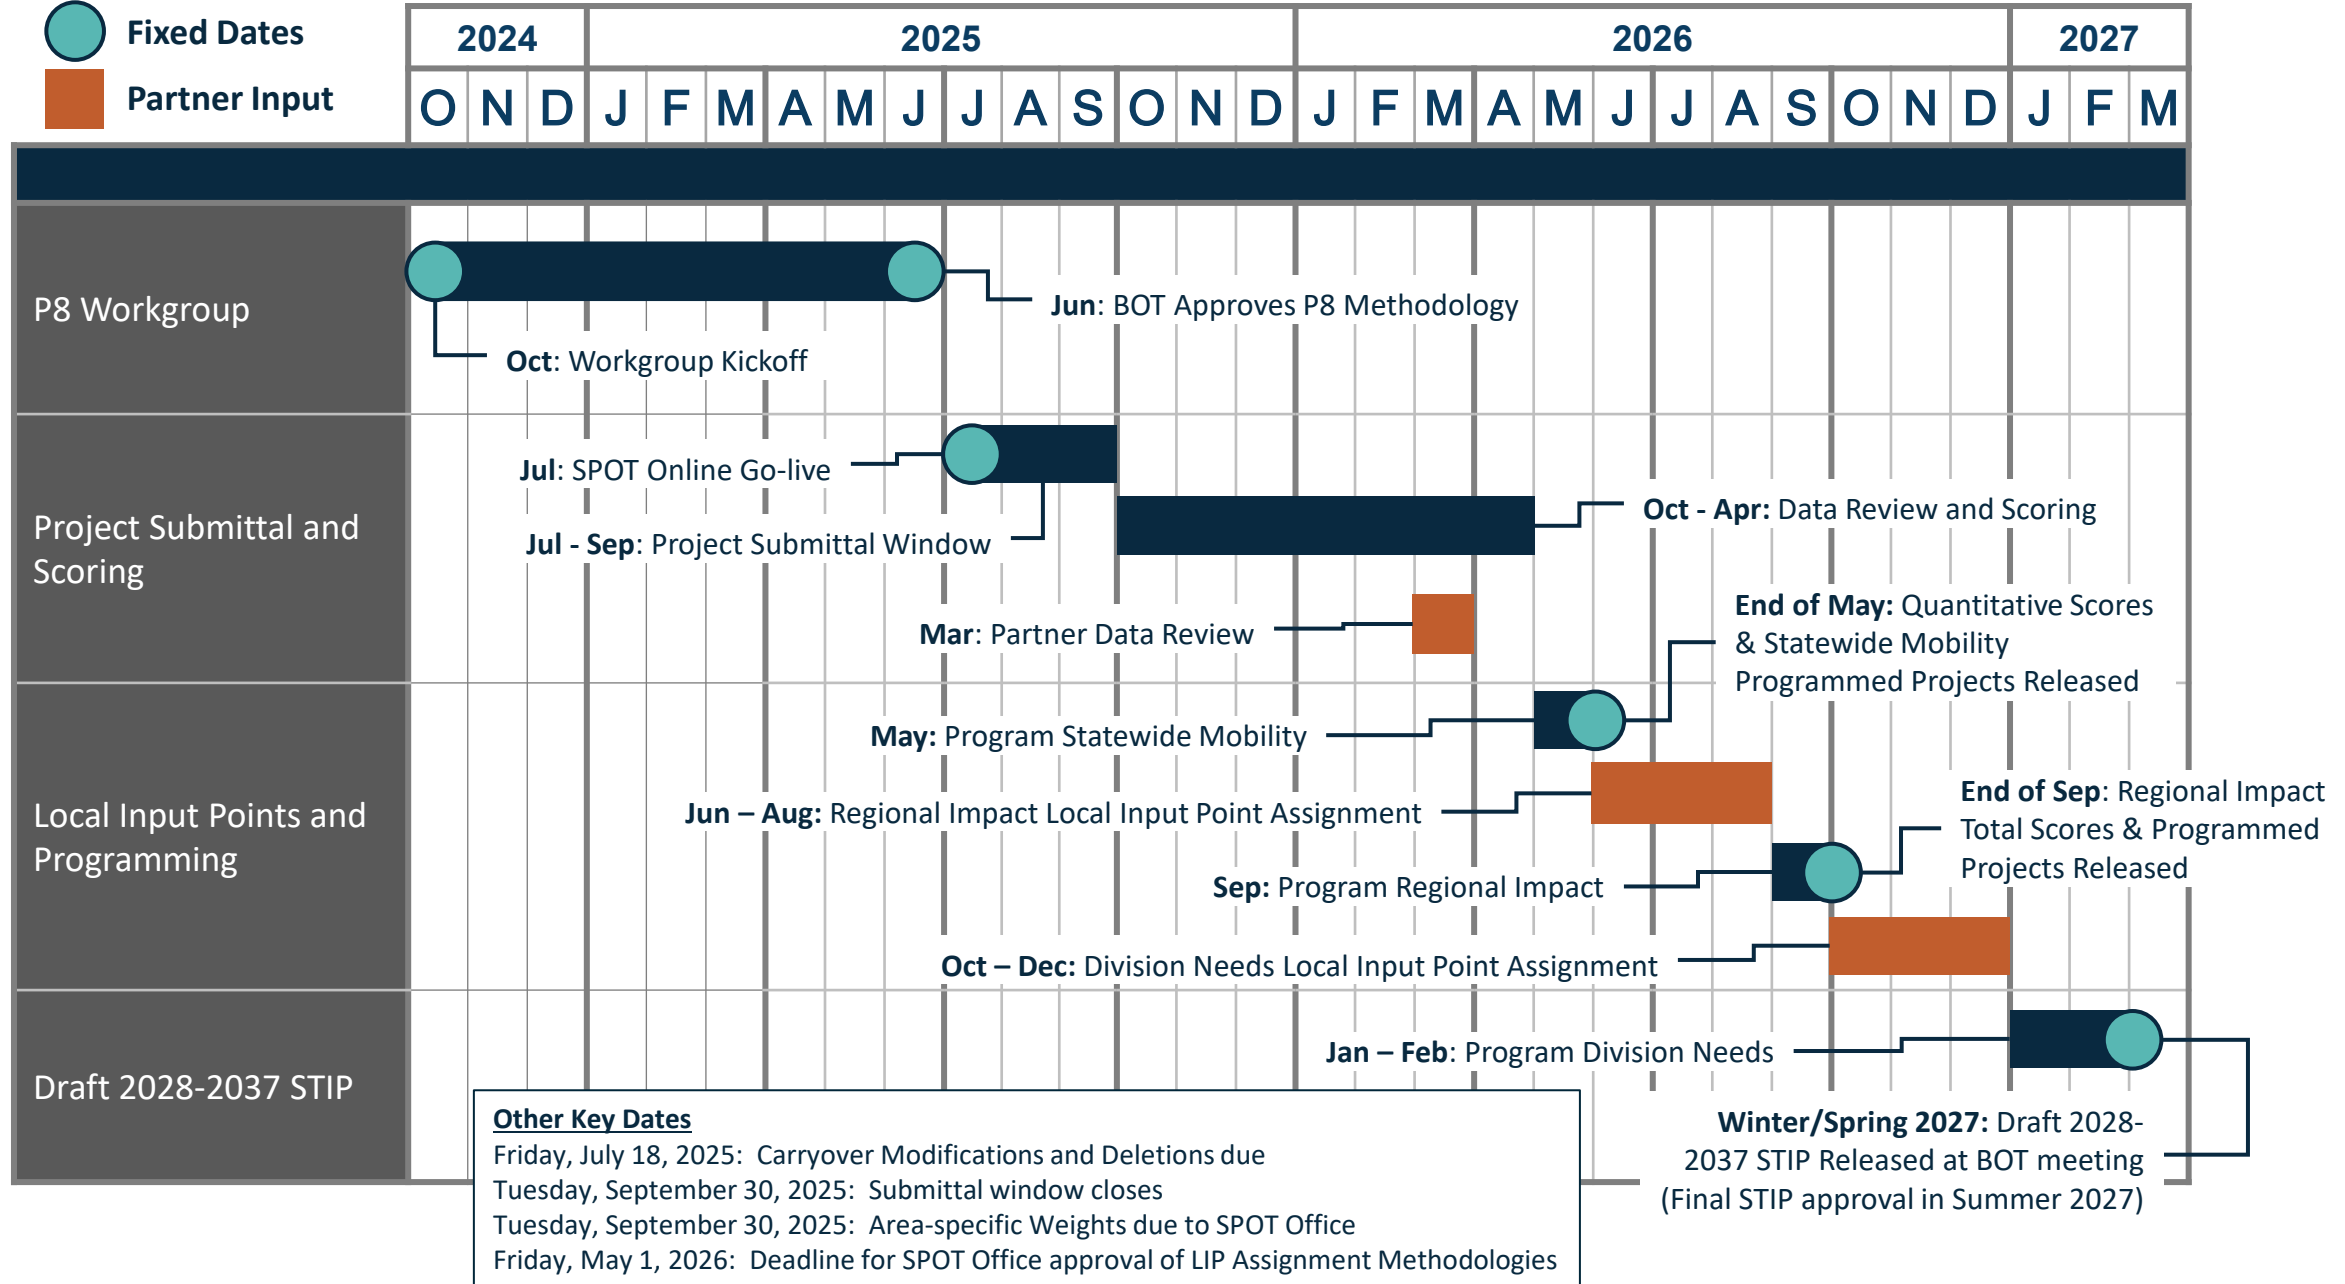 Fixed Dates
Partner Input
2024 2025 2026 2027
O N D J F M A M J J A S O N D J F M A M J J A S O N D J F M
P8 Workgroup
Jun: BOT Approves P8 Methodology
Oct: Workgroup Kickoff
Project Submittal and
Scoring
Jul: SPOT Online Go-live
Jul - Sep: Project Submittal Window
Oct - Apr: Data Review and Scoring
Mar: Partner Data Review
End of May: Quantitative Scores
& Statewide Mobility
Programmed Projects Released
Local Input Points and
Programming
May: Program Statewide Mobility
Jun – Aug: Regional Impact Local Input Point Assignment
End of Sep: Regional Impact
Total Scores & Programmed
Projects Released
Sep: Program Regional Impact
Oct – Dec: Division Needs Local Input Point Assignment
Draft 2028-2037 STIP
Jan – Feb: Program Division Needs
Winter/Spring 2027: Draft 2028-
2037 STIP Released at BOT meeting
(Final STIP approval in Summer 2027)
Other Key Dates
Friday, July 18, 2025: Carryover Modifications and Deletions due
Tuesday, September 30, 2025: Submittal window closes
Tuesday, September 30, 2025: Area-specific Weights due to SPOT Office
Friday, May 1, 2026: Deadline for SPOT Office approval of LIP Assignment Methodologies